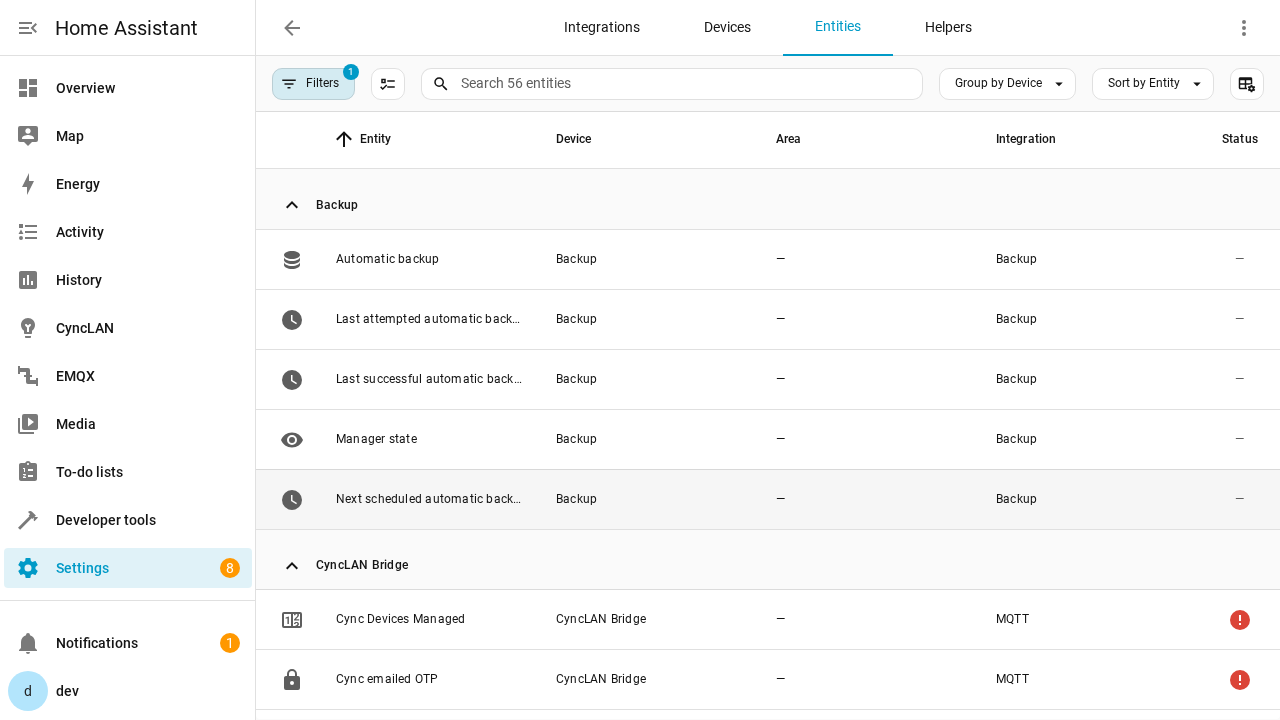 Home Assistant
Integrations Devices Entities Helpers
Filters 1 Search 56 entities Group by Device Sort by Entity
Entity Device Area Integration Status
Overview
Map
Energy
Activity
History
CyncLAN
EMQX
Media
To-do lists
Developer tools
Settings 8
Notifications 1
d dev
Backup
Automatic backup Backup — Backup —
Last attempted automatic back… Backup — Backup —
Last successful automatic back… Backup — Backup —
Manager state Backup — Backup —
Next scheduled automatic back… Backup — Backup —
CyncLAN Bridge
Cync Devices Managed CyncLAN Bridge — MQTT
Cync emailed OTP CyncLAN Bridge — MQTT